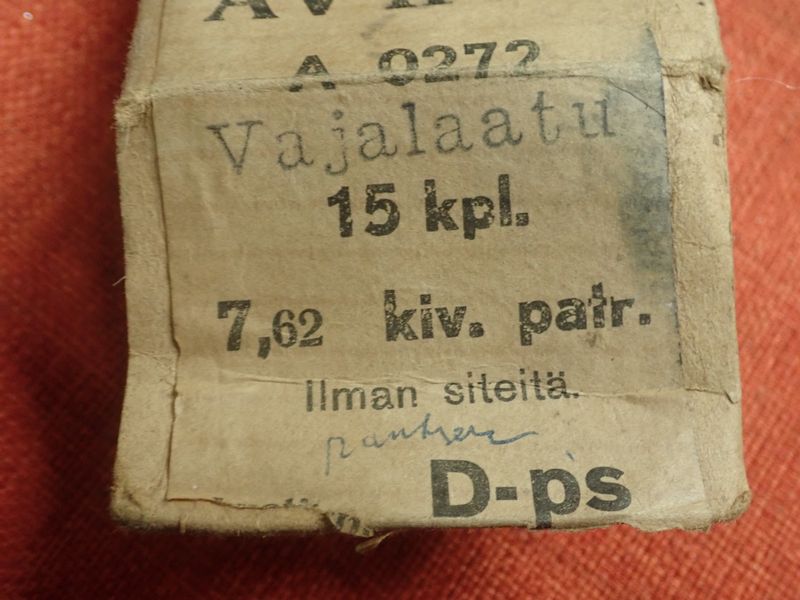 A 0272
Vajalaatu
15 kpl.
7,62 kiv. patr.
Ilman siteitä.
D-ps